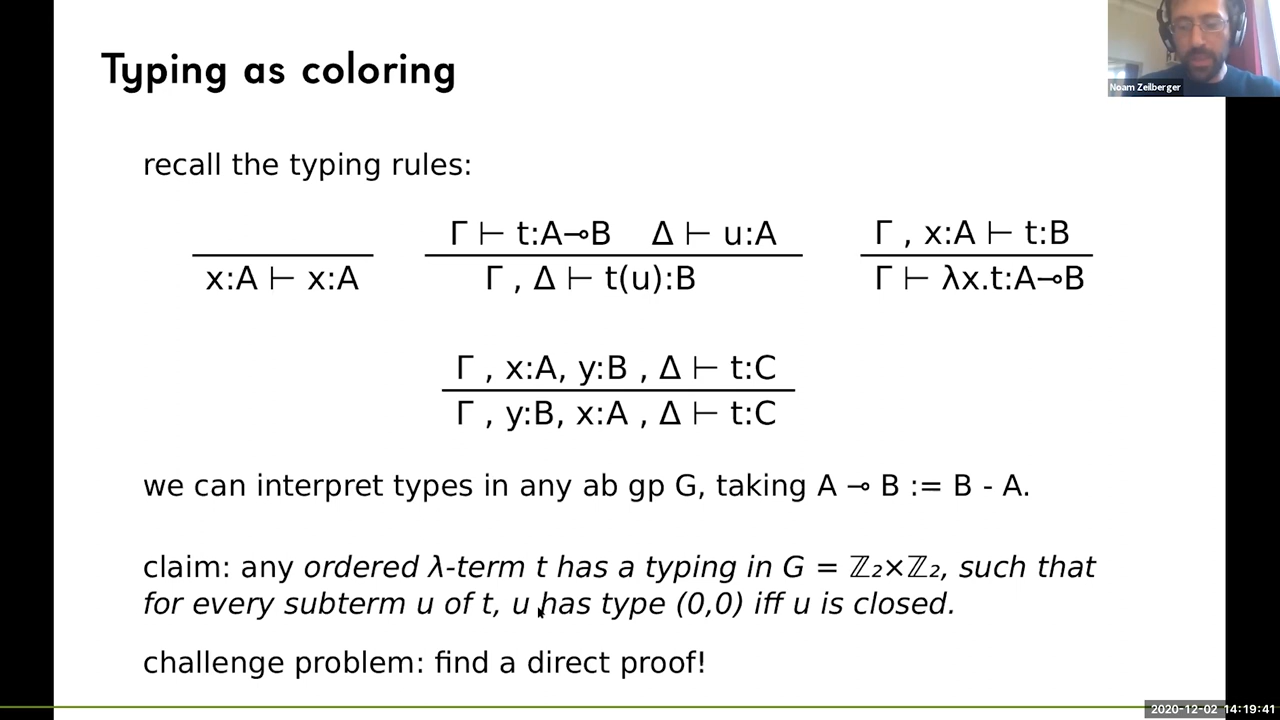 Typing as coloring
Noam Zeilberger
recall the typing rules:
Γ ⊢ t:A⊸B Δ ⊢ u:A
Γ , x:A ⊢ t:B
x:A ⊢ x:A
Γ , Δ ⊢ t(u):B
Γ ⊢ λx.t:A⊸B
Γ , x:A, y:B , Δ ⊢ t:C
Γ , y:B, x:A , Δ ⊢ t:C
we can interpret types in any ab gp G, taking A ⊸ B := B - A.
claim: any ordered λ-term t has a typing in G = ℤ₂×ℤ₂, such that
for every subterm u of t, u has type (0,0) iff u is closed.
challenge problem: find a direct proof!
2020-12-02 14:19:41